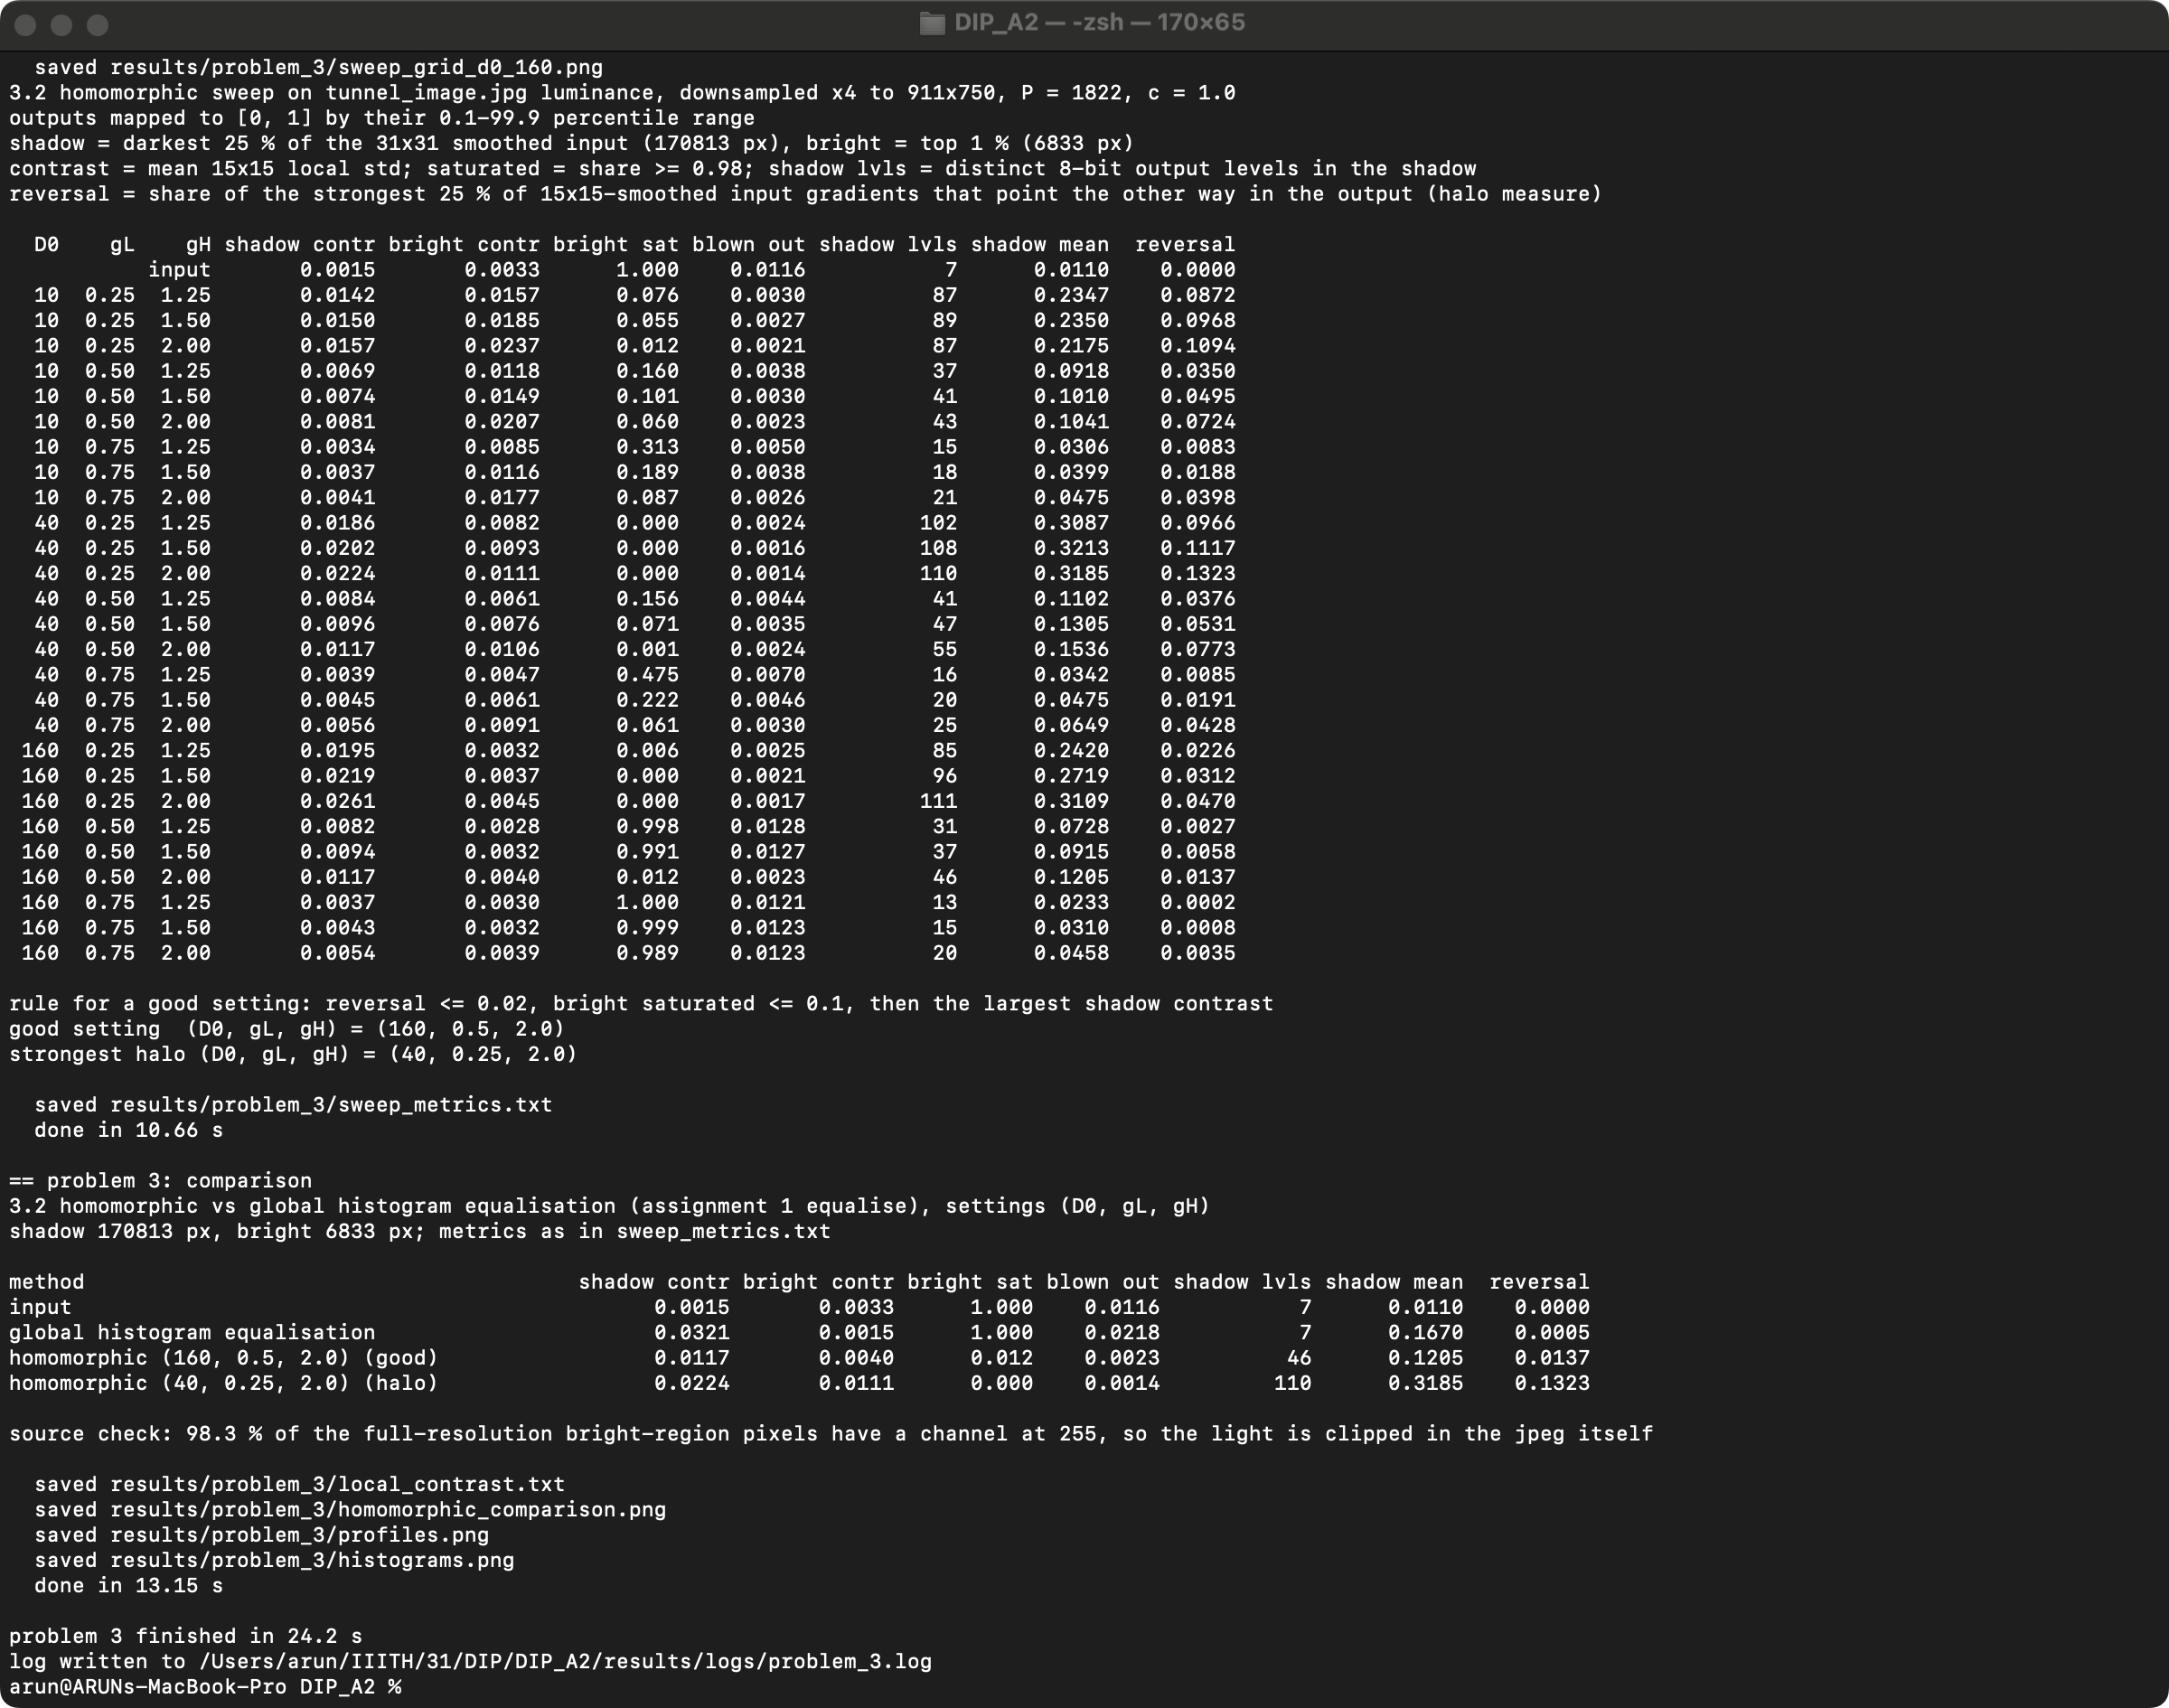 DIP_A2 — -zsh — 170×65
saved results/problem_3/sweep_grid_d0_160.png
3.2 homomorphic sweep on tunnel_image.jpg luminance, downsampled x4 to 911x750, P = 1822, c = 1.0
outputs mapped to [0, 1] by their 0.1–99.9 percentile range
shadow = darkest 25 % of the 31x31 smoothed input (170813 px), bright = top 1 % (6833 px)
contrast = mean 15x15 local std; saturated = share >= 0.98; shadow lvls = distinct 8-bit output levels in the shadow
reversal = share of the strongest 25 % of 15x15-smoothed input gradients that point the other way in the output (halo measure)

D0 gL gH shadow contr bright contr bright sat blown out shadow lvls shadow mean reversal
input 0.0015 0.0033 1.000 0.0116 7 0.0110 0.0000
10 0.25 1.25 0.0142 0.0157 0.076 0.0030 87 0.2347 0.0872
10 0.25 1.50 0.0150 0.0185 0.055 0.0027 89 0.2350 0.0968
10 0.25 2.00 0.0157 0.0237 0.012 0.0021 87 0.2175 0.1094
10 0.50 1.25 0.0069 0.0118 0.160 0.0038 37 0.0918 0.0350
10 0.50 1.50 0.0074 0.0149 0.101 0.0030 41 0.1010 0.0495
10 0.50 2.00 0.0081 0.0207 0.060 0.0023 43 0.1041 0.0724
10 0.75 1.25 0.0034 0.0085 0.313 0.0050 15 0.0306 0.0083
10 0.75 1.50 0.0037 0.0116 0.189 0.0038 18 0.0399 0.0188
10 0.75 2.00 0.0041 0.0177 0.087 0.0026 21 0.0475 0.0398
40 0.25 1.25 0.0186 0.0082 0.000 0.0024 102 0.3087 0.0966
40 0.25 1.50 0.0202 0.0093 0.000 0.0016 108 0.3213 0.1117
40 0.25 2.00 0.0224 0.0111 0.000 0.0014 110 0.3185 0.1323
40 0.50 1.25 0.0084 0.0061 0.156 0.0044 41 0.1102 0.0376
40 0.50 1.50 0.0096 0.0076 0.071 0.0035 47 0.1305 0.0531
40 0.50 2.00 0.0117 0.0106 0.001 0.0024 55 0.1536 0.0773
40 0.75 1.25 0.0039 0.0047 0.475 0.0070 16 0.0342 0.0085
40 0.75 1.50 0.0045 0.0061 0.222 0.0046 20 0.0475 0.0191
40 0.75 2.00 0.0056 0.0091 0.061 0.0030 25 0.0649 0.0428
160 0.25 1.25 0.0195 0.0032 0.006 0.0025 85 0.2420 0.0226
160 0.25 1.50 0.0219 0.0037 0.000 0.0021 96 0.2719 0.0312
160 0.25 2.00 0.0261 0.0045 0.000 0.0017 111 0.3109 0.0470
160 0.50 1.25 0.0082 0.0028 0.998 0.0128 31 0.0728 0.0027
160 0.50 1.50 0.0094 0.0032 0.991 0.0127 37 0.0915 0.0058
160 0.50 2.00 0.0117 0.0040 0.012 0.0023 46 0.1205 0.0137
160 0.75 1.25 0.0037 0.0030 1.000 0.0121 13 0.0233 0.0002
160 0.75 1.50 0.0043 0.0032 0.999 0.0123 15 0.0310 0.0008
160 0.75 2.00 0.0054 0.0039 0.989 0.0123 20 0.0458 0.0035

rule for a good setting: reversal <= 0.02, bright saturated <= 0.1, then the largest shadow contrast
good setting (D0, gL, gH) = (160, 0.5, 2.0)
strongest halo (D0, gL, gH) = (40, 0.25, 2.0)

saved results/problem_3/sweep_metrics.txt
done in 10.66 s

== problem 3: comparison
3.2 homomorphic vs global histogram equalisation (assignment 1 equalise), settings (D0, gL, gH)
shadow 170813 px, bright 6833 px; metrics as in sweep_metrics.txt

method shadow contr bright contr bright sat blown out shadow lvls shadow mean reversal
input 0.0015 0.0033 1.000 0.0116 7 0.0110 0.0000
global histogram equalisation 0.0321 0.0015 1.000 0.0218 7 0.1670 0.0005
homomorphic (160, 0.5, 2.0) (good) 0.0117 0.0040 0.012 0.0023 46 0.1205 0.0137
homomorphic (40, 0.25, 2.0) (halo) 0.0224 0.0111 0.000 0.0014 110 0.3185 0.1323

source check: 98.3 % of the full-resolution bright-region pixels have a channel at 255, so the light is clipped in the jpeg itself

saved results/problem_3/local_contrast.txt
saved results/problem_3/homomorphic_comparison.png
saved results/problem_3/profiles.png
saved results/problem_3/histograms.png
done in 13.15 s

problem 3 finished in 24.2 s
log written to /Users/arun/IIITH/31/DIP/DIP_A2/results/logs/problem_3.log
arun@ARUNs-MacBook-Pro DIP_A2 %